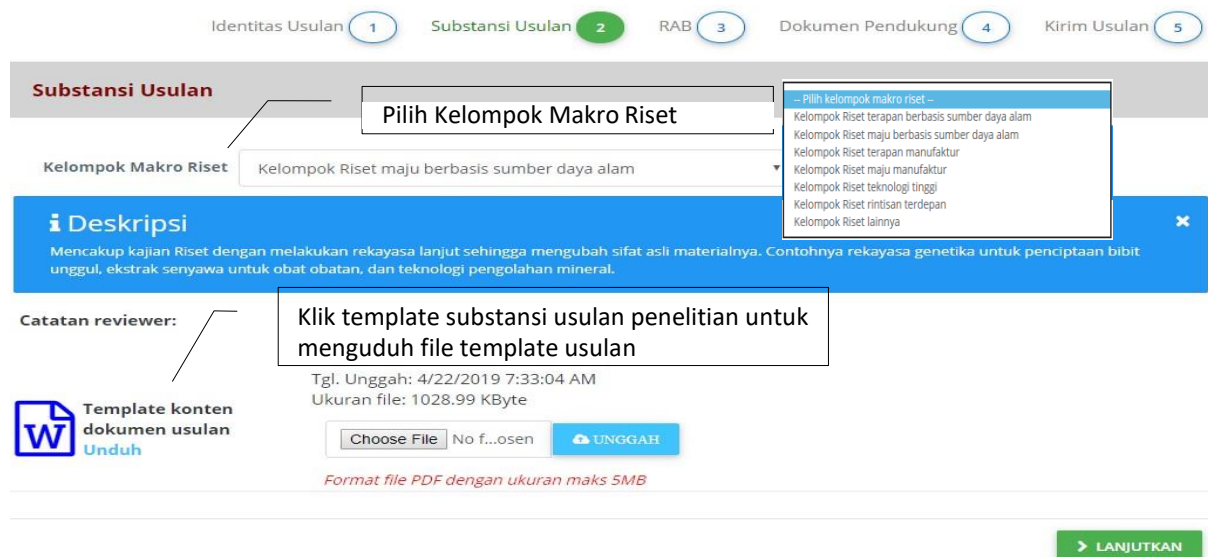 Identitas Usulan 1 Substansi Usulan 2 RAB 3 Dokumen Pendukung 4 Kirim Usulan 5
Substansi Usulan
Pilih Kelompok Makro Riset
-- Pilih kelompok makro riset --
Kelompok Riset terapan berbasis sumber daya alam
Kelompok Riset maju berbasis sumber daya alam
Kelompok Riset terapan manufaktur
Kelompok Riset maju manufaktur
Kelompok Riset teknologi tinggi
Kelompok Riset rintisan terdepan
Kelompok Riset lainnya
Kelompok Makro Riset Kelompok Riset maju berbasis sumber daya alam
i Deskripsi
Mencakup kajian Riset dengan melakukan rekayasa lanjut sehingga mengubah sifat asli materialnya. Contohnya rekayasa genetika untuk penciptaan bibit
unggul, ekstrak senyawa untuk obat obatan, dan teknologi pengolahan mineral.
Catatan reviewer:
Klik template substansi usulan penelitian untuk
menguduh file template usulan
Tgl. Unggah: 4/22/2019 7:33:04 AM
Ukuran file: 1028.99 KByte
W
Template konten
dokumen usulan
Unduh
Choose File No f...osen UNGGAH
Format file PDF dengan ukuran maks 5MB
> LANJUTKAN